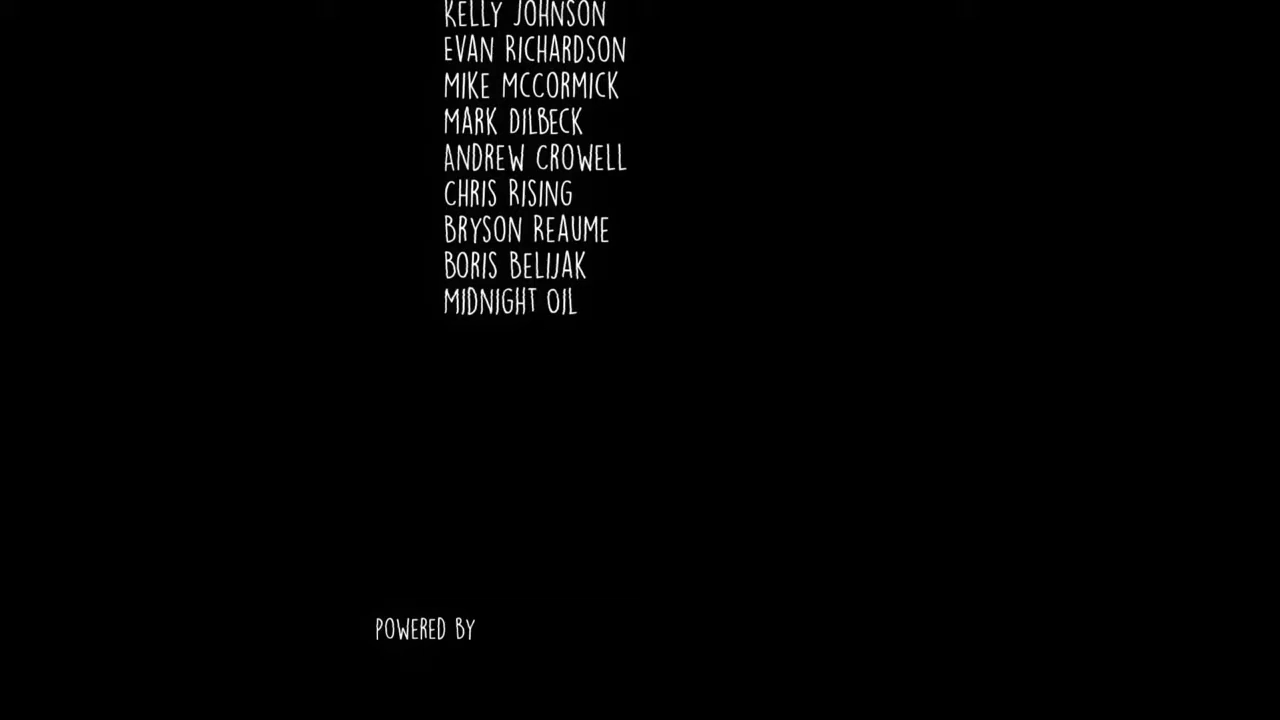 KELLY JOHNSON
EVAN RICHARDSON
MIKE MCCORMICK
MARK DILBECK
ANDREW CROWELL
CHRIS RISING
BRYSON REAUME
BORIS BELIJAK
MIDNIGHT OIL
POWERED BY